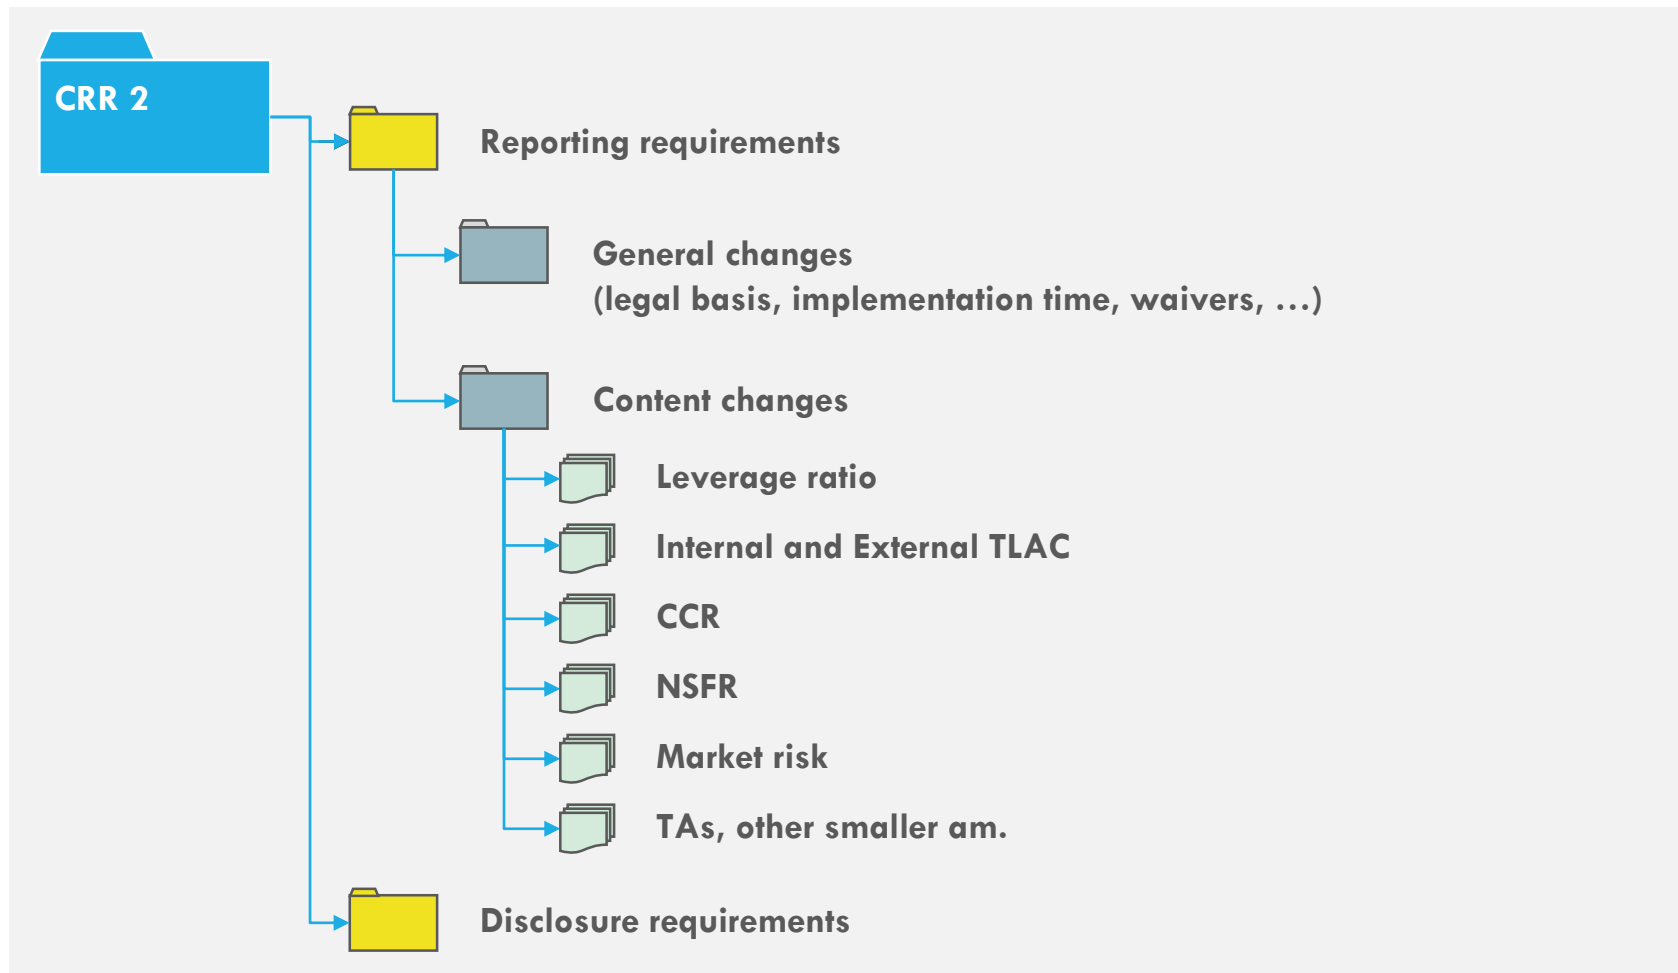 CRR 2
Reporting requirements
General changes
(legal basis, implementation time, waivers, …)
Content changes
Leverage ratio
Internal and External TLAC
CCR
NSFR
Market risk
TAs, other smaller am.
Disclosure requirements